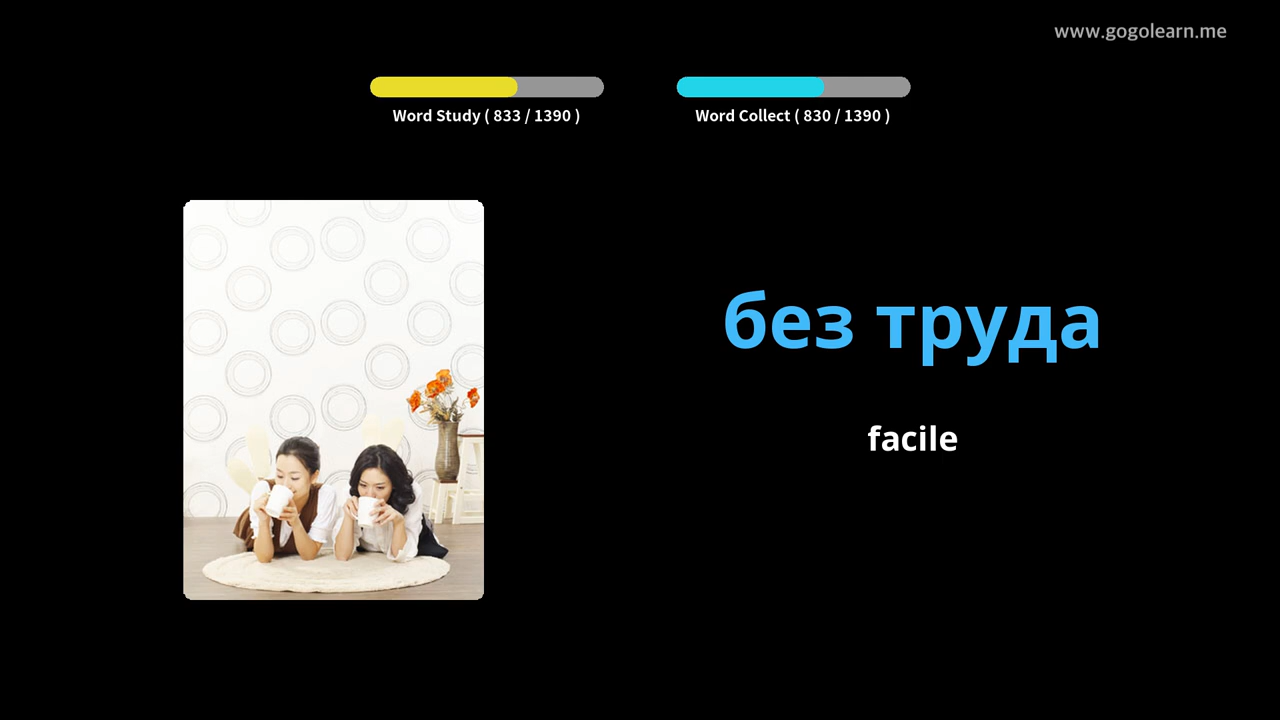 www.gogolearn.me
Word Study ( 833 / 1390 )
Word Collect ( 830 / 1390 )
без труда
facile